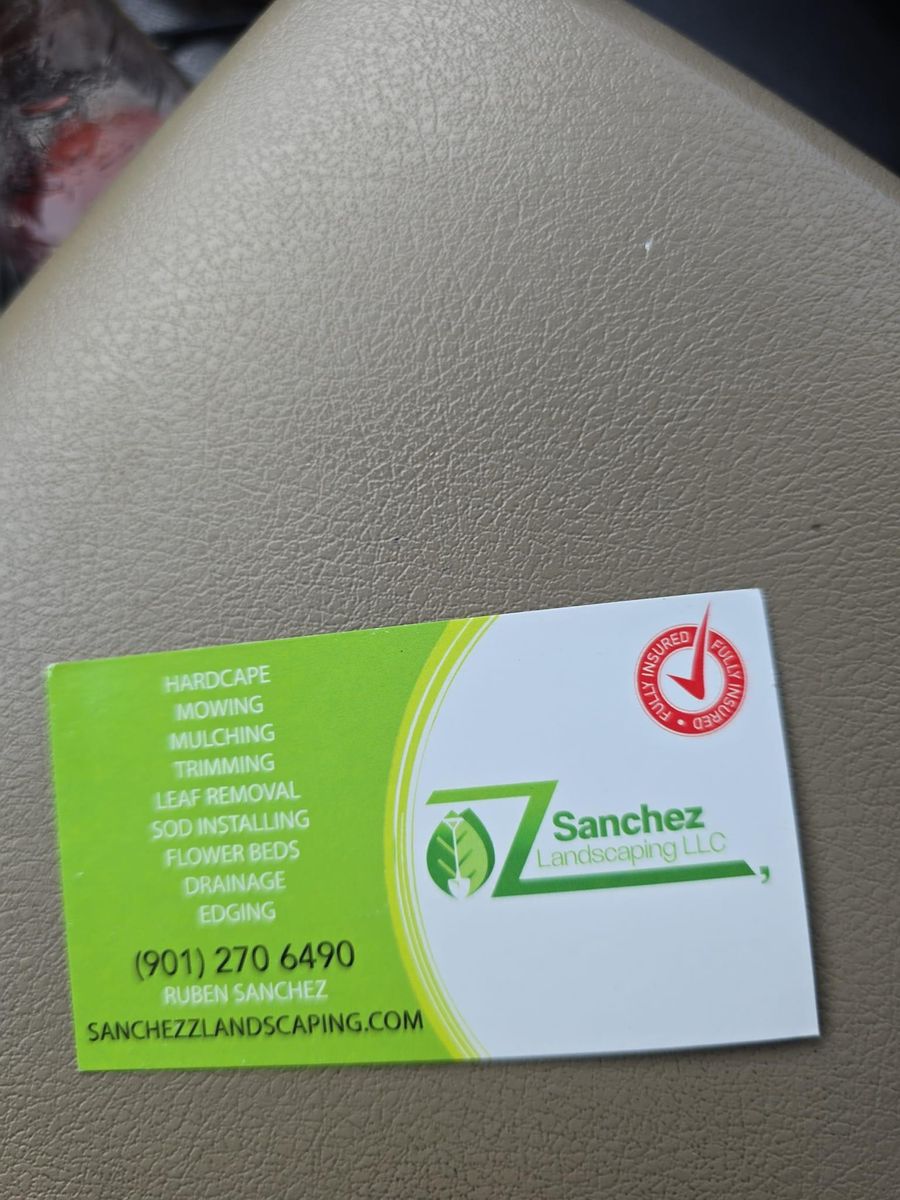 HARDCAPE
MOWING
MULCHING
TRIMMING
LEAF REMOVAL
SOD INSTALLING
FLOWER BEDS
DRAINAGE
EDGING
(901) 270 6490
RUBEN SANCHEZ
SANCHEZZLANDSCAPING.COM
FULLY INSURED • FULLY INSURED
Z
Sanchez
Landscaping LLC
,